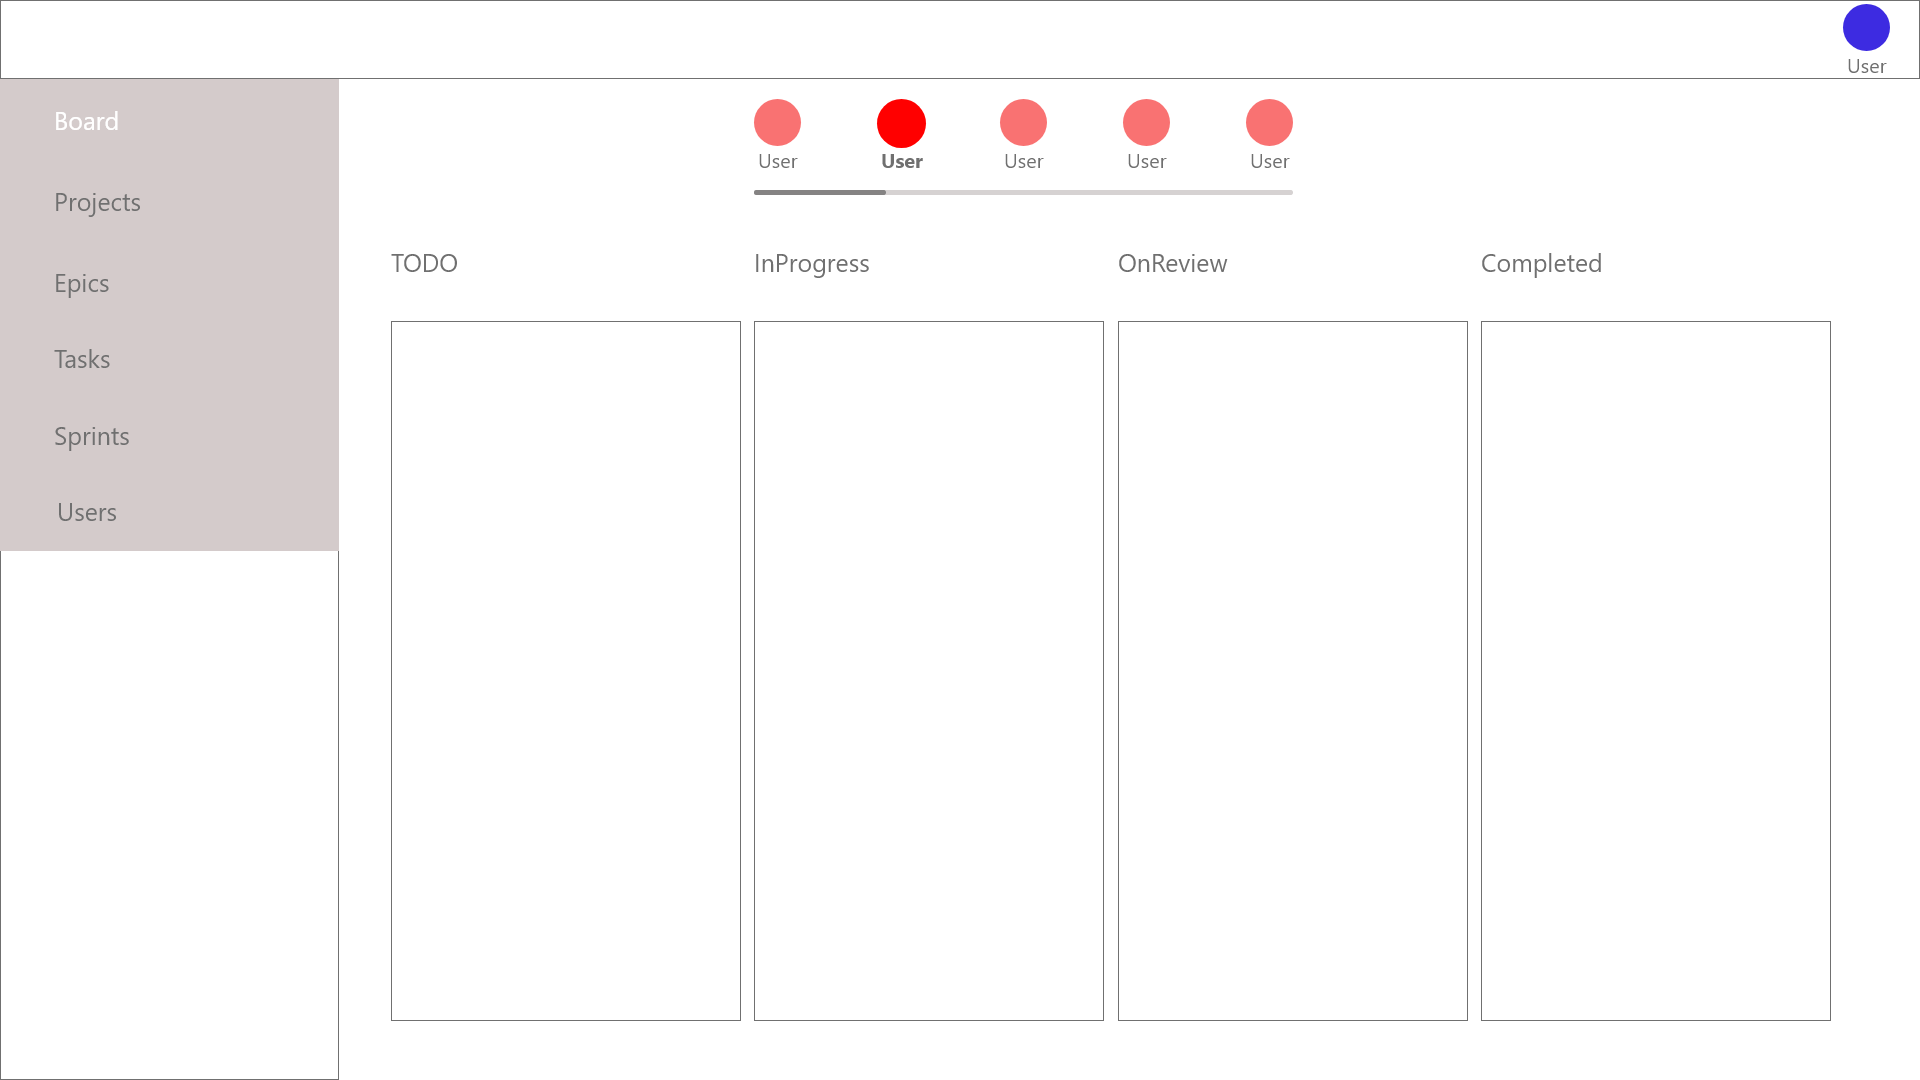 User
Board
Projects
Epics
Tasks
Sprints
Users
User User User User User
TODO InProgress OnReview Completed